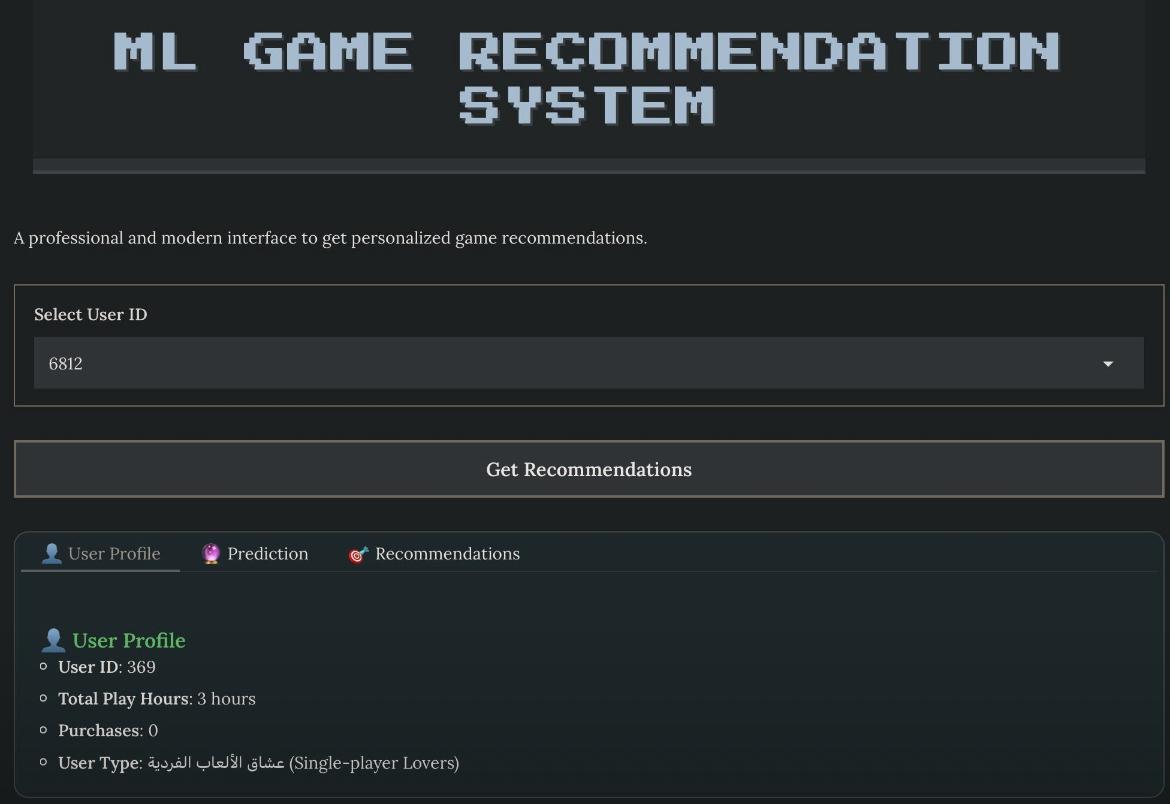 ML GAME RECOMMENDATION
SYSTEM
A professional and modern interface to get personalized game recommendations.
Select User ID
6812
Get Recommendations
User Profile
Prediction
Recommendations
User Profile
User ID: 369
Total Play Hours: 3 hours
Purchases: 0
User Type: عشاق الألعاب الفردية (Single-player Lovers)